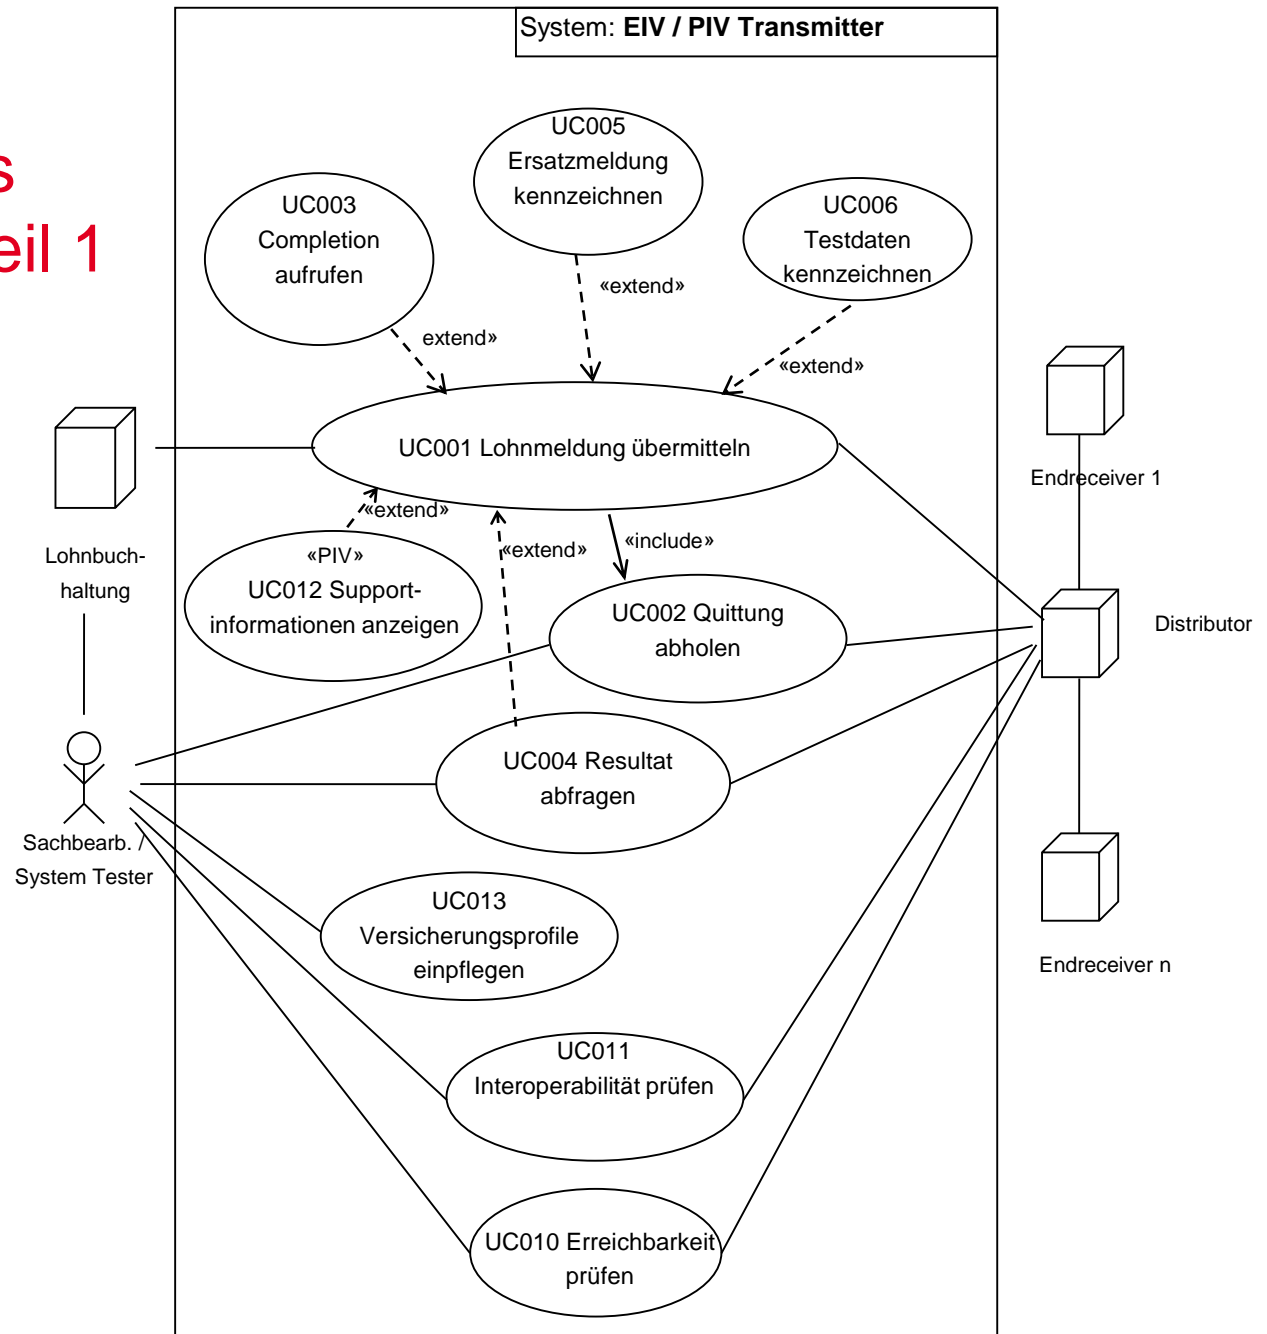 System: EIV / PIV Transmitter
s
eil 1
UC005
Ersatzmeldung
kennzeichnen
UC003
Completion
aufrufen
UC006
Testdaten
kennzeichnen
«extend»
extend»
«extend»
UC001 Lohnmeldung übermitteln
Endreceiver 1
«extend»
«extend»
«include»
Lohnbuch-
haltung
«PIV»
UC012 Support-
informationen anzeigen
UC002 Quittung
abholen
Distributor
UC004 Resultat
abfragen
Sachbearb. /
System Tester
UC013
Versicherungsprofile
einpflegen
Endreceiver n
UC011
Interoperabilität prüfen
UC010 Erreichbarkeit
prüfen